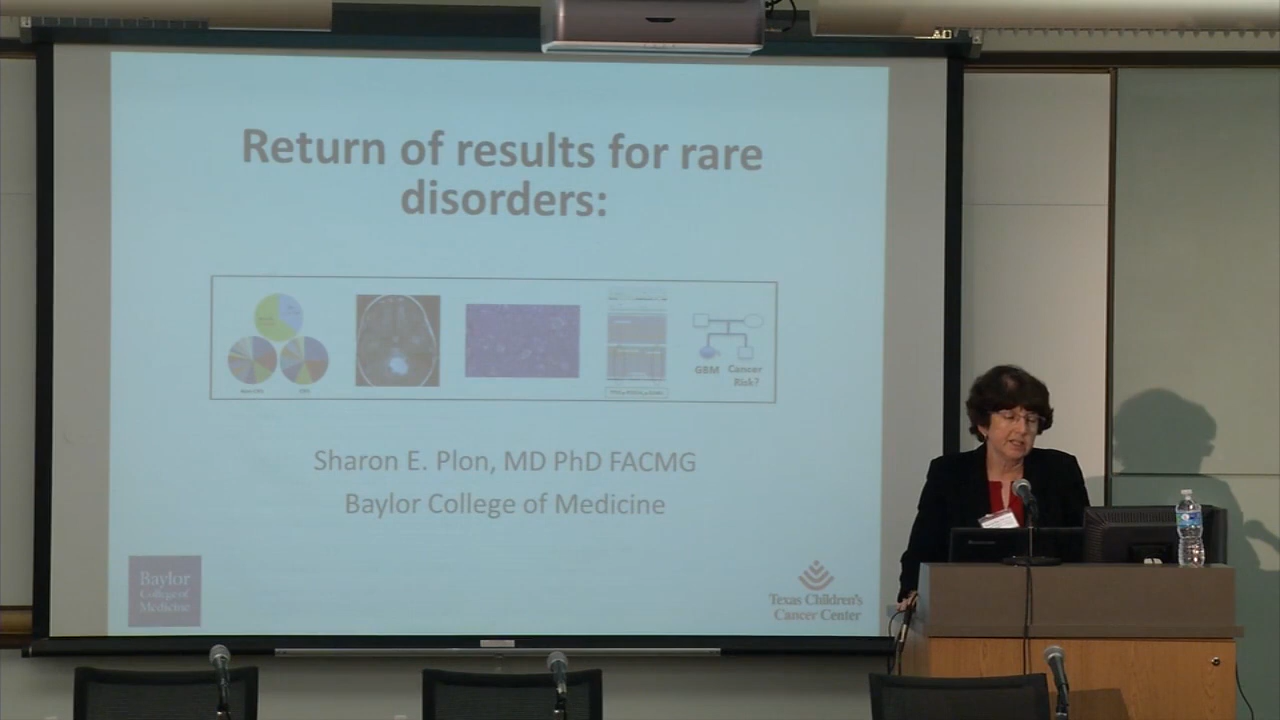 Return of results for rare
disorders:
GBM Cancer
Risk?
Sharon E. Plon, MD PhD FACMG
Baylor College of Medicine
Baylor
College of
Medicine
Texas Children's
Cancer Center